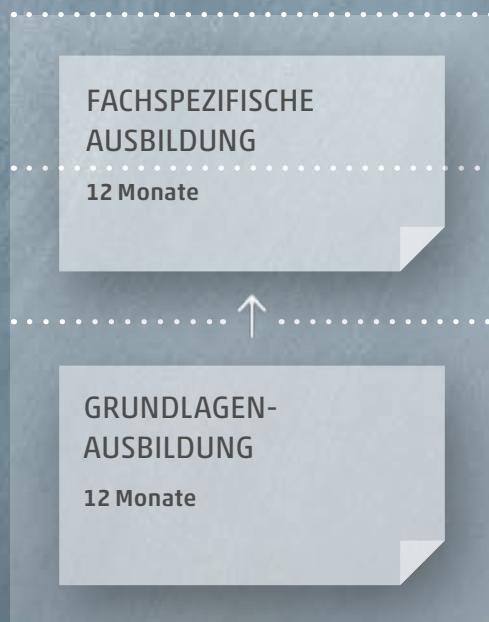 FACHSPEZIFISCHE
AUSBILDUNG
12 Monate
GRUNDLAGEN-
AUSBILDUNG
12 Monate